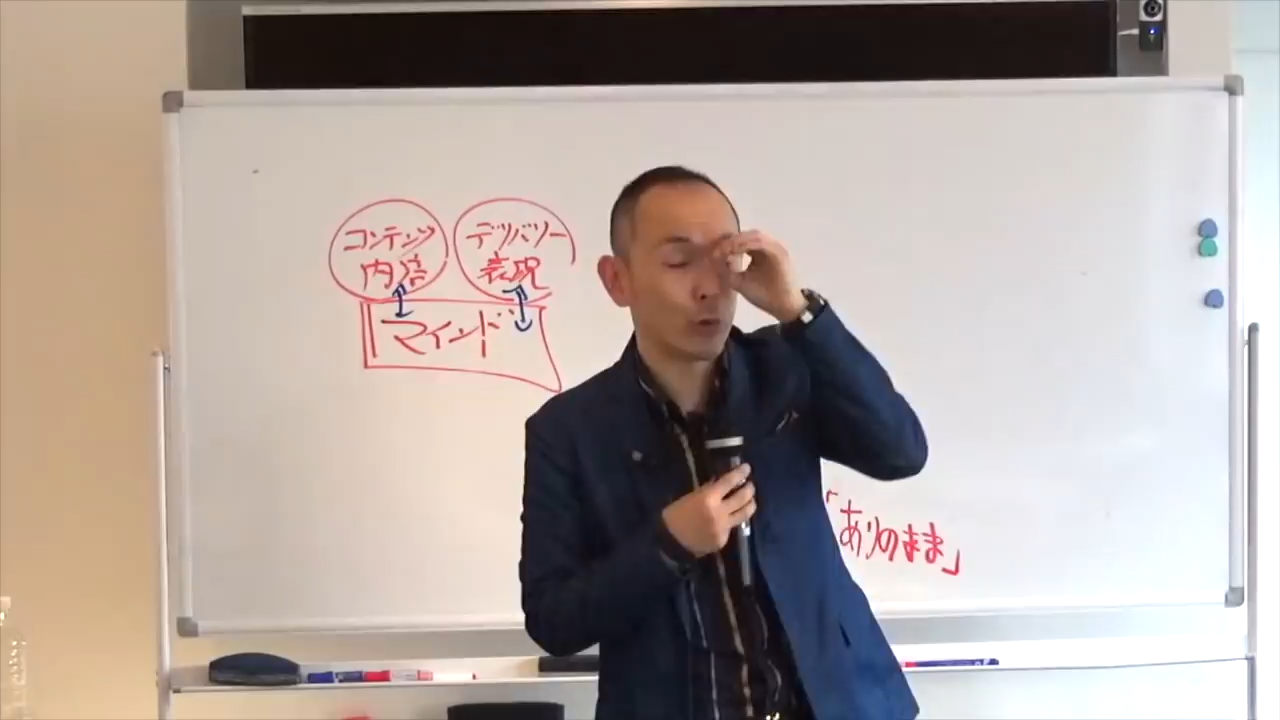 コンテンツ
内容
デリバリー
表現
マインド
「ありのまま」